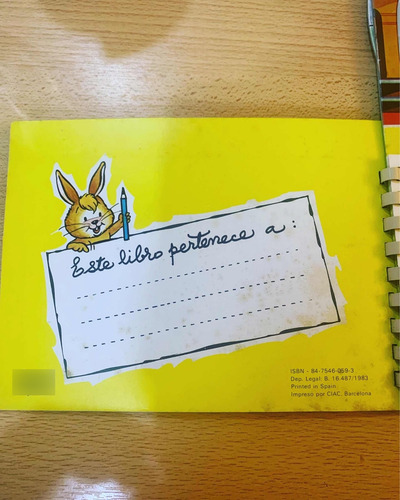 Este libro pertenece a :
ISBN - 84-7546-059-3
Dep. Legal: B. 16.487/1983
Printed in Spain
Impreso por CIAC, Barcelona